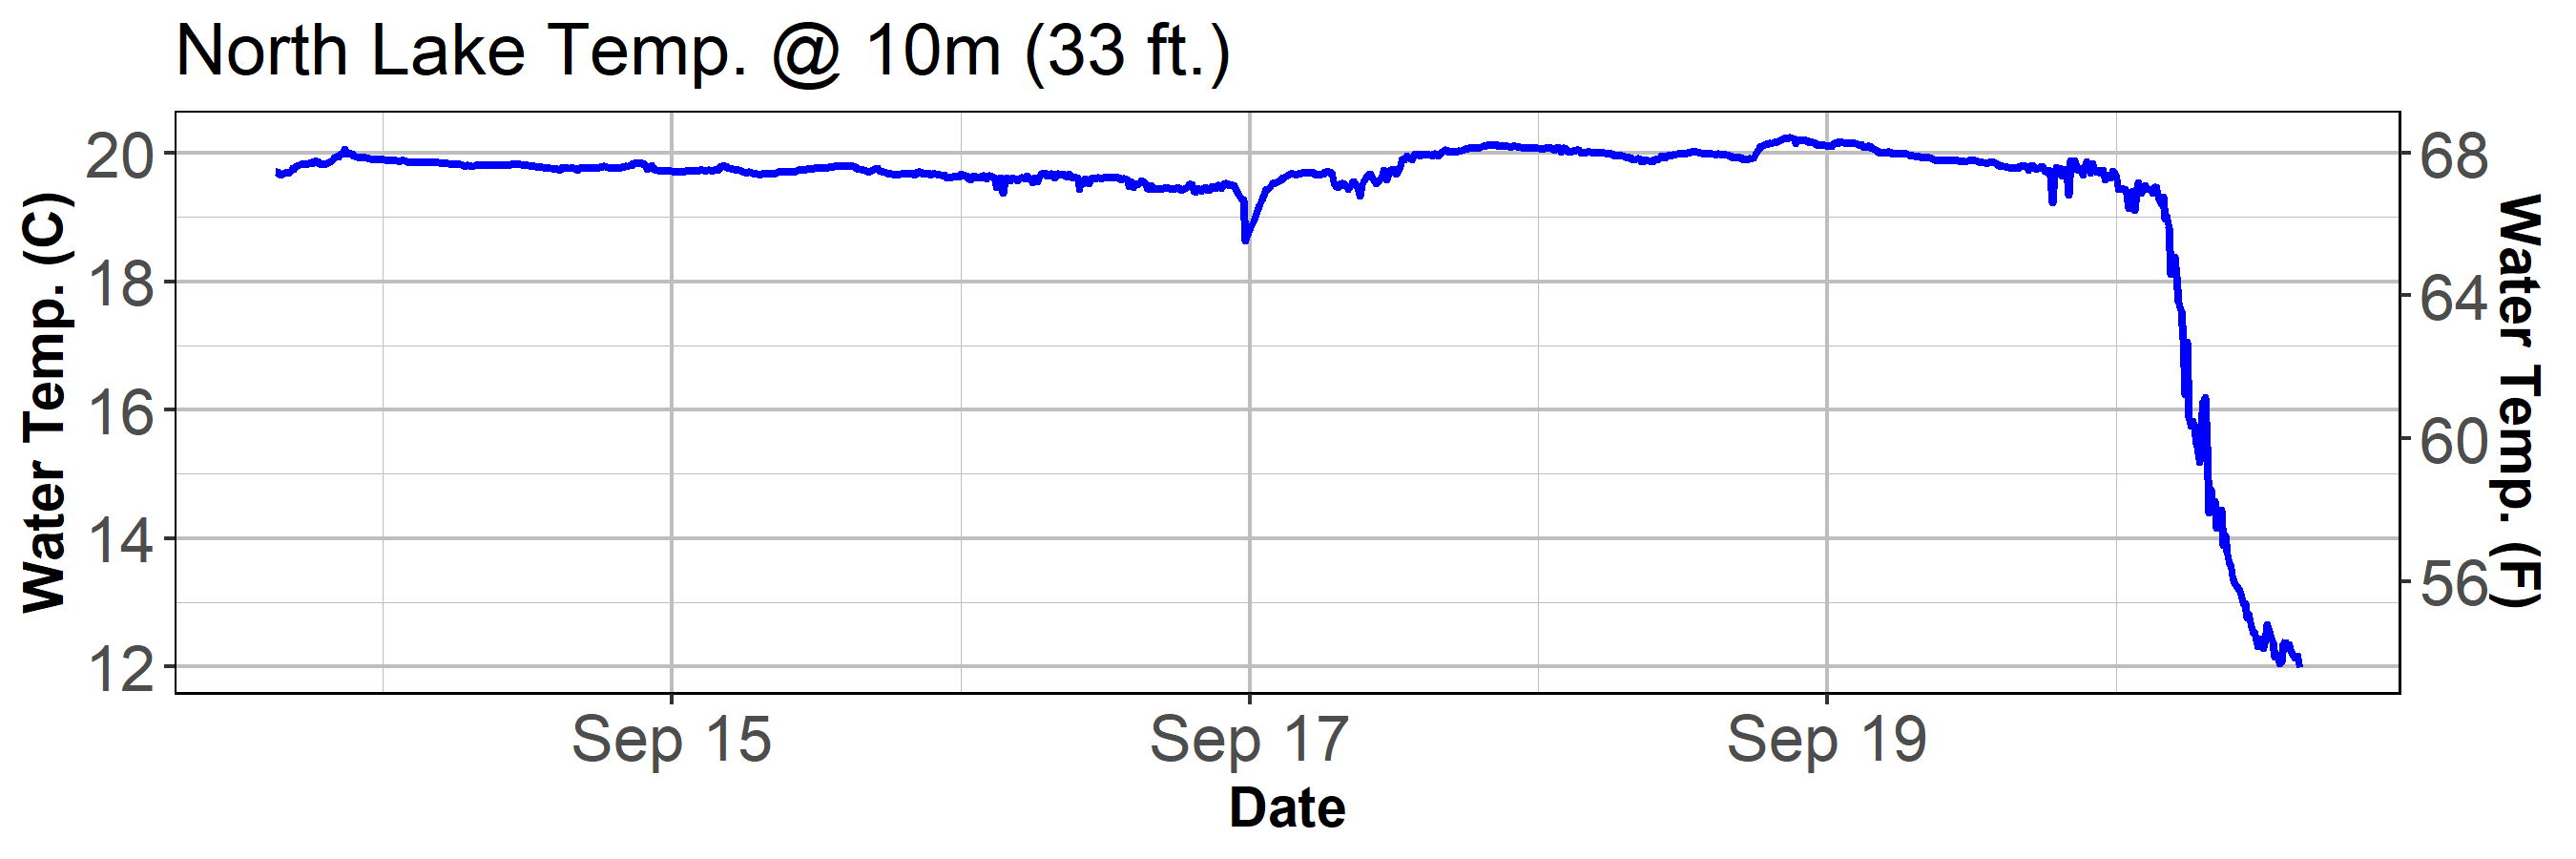 North Lake Temp. @ 10m (33 ft.)
Water Temp. (C)
20
18
16
14
12
68
64
60
56
Water Temp. (F)
Sep 15
Sep 17
Sep 19
Date